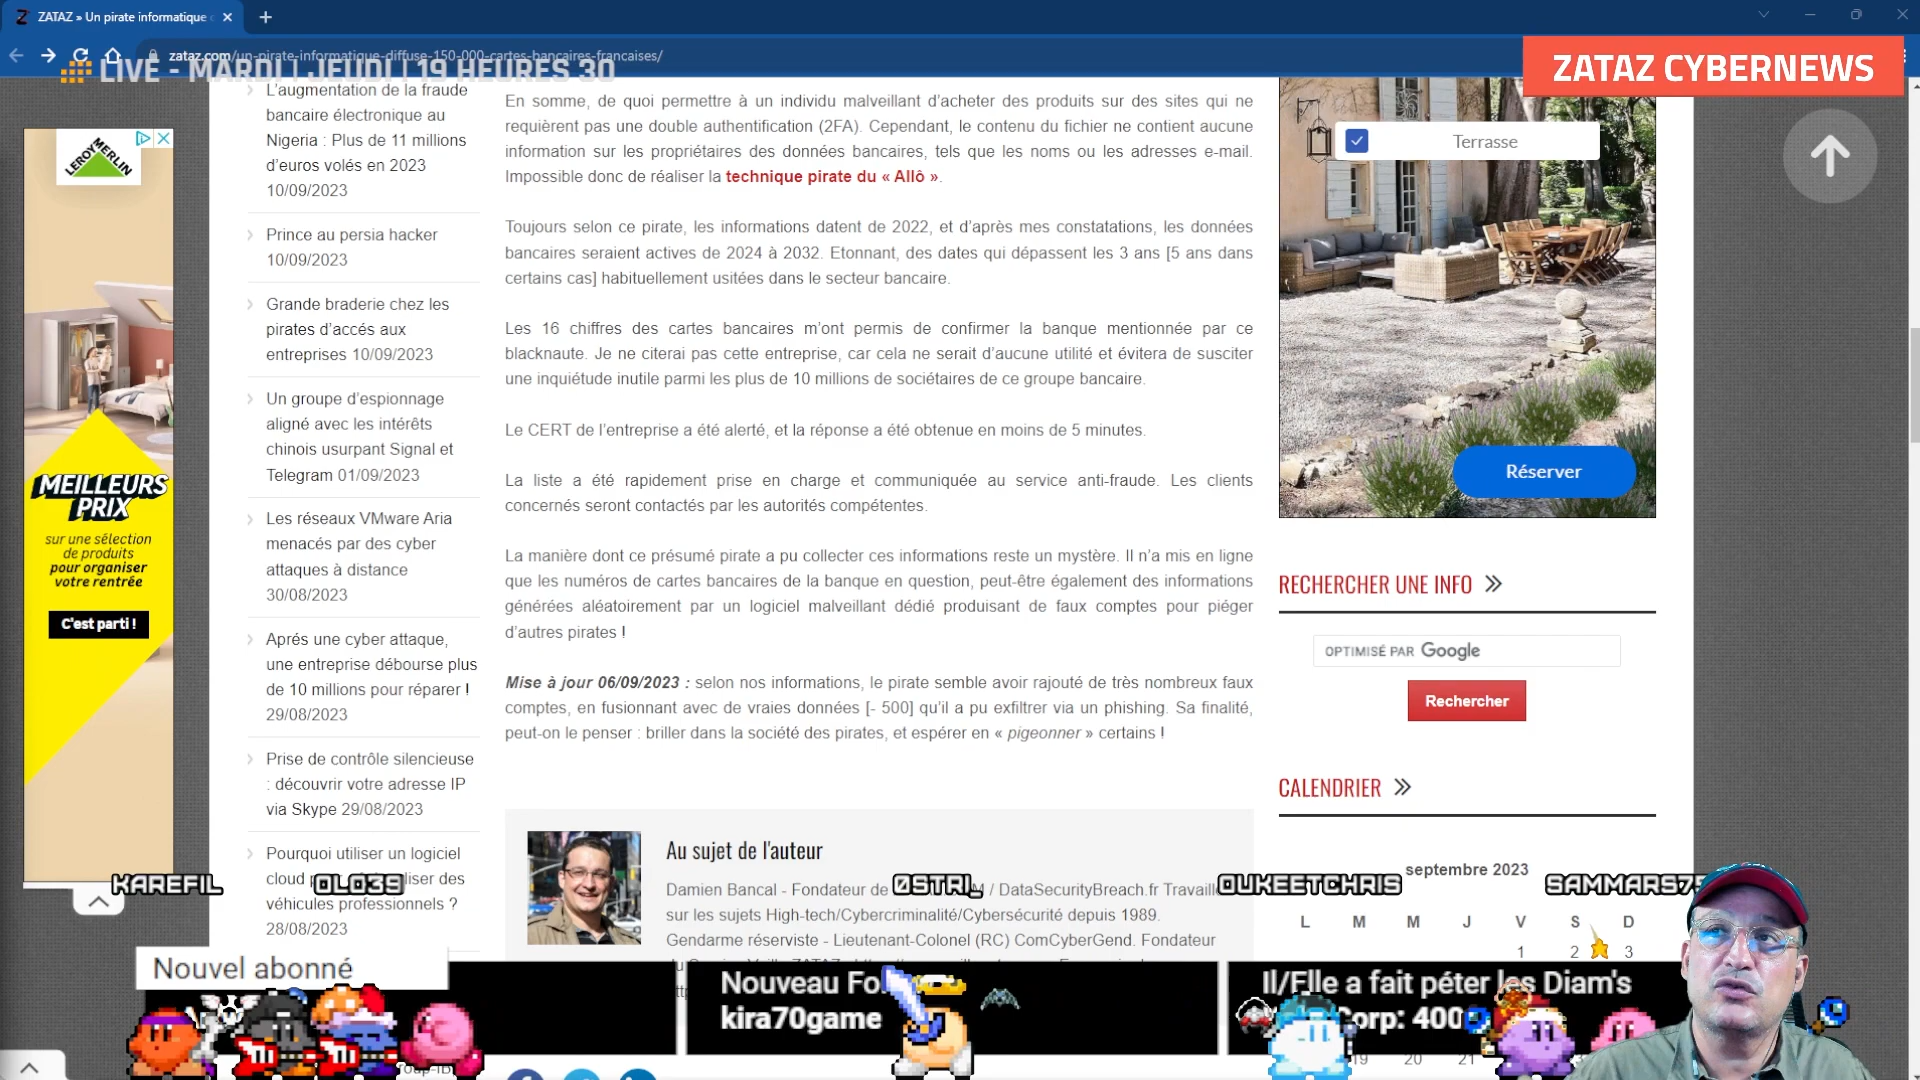 ZATAZ » Un pirate informatique
zataz.com/un-pirate-informatique-diffuse-150-000-cartes-bancaires-francaises/
LIVE - MARDI | JEUDI | 19 HEURES 30
ZATAZ CYBERNEWS
LEROY MERLIN
MEILLEURS
PRIX
sur une sélection
de produits
pour organiser
votre rentrée
C'est parti !
L’augmentation de la fraude
bancaire électronique au
Nigeria : Plus de 11 millions
d’euros volés en 2023
10/09/2023
Prince au persia hacker
10/09/2023
Grande braderie chez les
pirates d’accés aux
entreprises 10/09/2023
Un groupe d’espionnage
aligné avec les intérêts
chinois usurpant Signal et
Telegram 01/09/2023
Les réseaux VMware Aria
menacés par des cyber
attaques à distance
30/08/2023
Aprés une cyber attaque,
une entreprise débourse plus
de 10 millions pour réparer !
29/08/2023
Prise de contrôle silencieuse
: découvrir votre adresse IP
via Skype 29/08/2023
Pourquoi utiliser un logiciel
cloud
liser des
véhicules professionnels ?
28/08/2023
En somme, de quoi permettre à un individu malveillant d’acheter des produits sur des sites qui ne
requièrent pas une double authentification (2FA). Cependant, le contenu du fichier ne contient aucune
information sur les propriétaires des données bancaires, tels que les noms ou les adresses e-mail.
Impossible donc de réaliser la technique pirate du « Allô ».
Toujours selon ce pirate, les informations datent de 2022, et d’après mes constatations, les données
bancaires seraient actives de 2024 à 2032. Etonnant, des dates qui dépassent les 3 ans [5 ans dans
certains cas] habituellement usitées dans le secteur bancaire.
Les 16 chiffres des cartes bancaires m’ont permis de confirmer la banque mentionnée par ce
blacknaute. Je ne citerai pas cette entreprise, car cela ne serait d’aucune utilité et évitera de susciter
une inquiétude inutile parmi les plus de 10 millions de sociétaires de ce groupe bancaire.
Le CERT de l’entreprise a été alerté, et la réponse a été obtenue en moins de 5 minutes.
La liste a été rapidement prise en charge et communiquée au service anti-fraude. Les clients
concernés seront contactés par les autorités compétentes.
La manière dont ce présumé pirate a pu collecter ces informations reste un mystère. Il n’a mis en ligne
que les numéros de cartes bancaires de la banque en question, peut-être également des informations
générées aléatoirement par un logiciel malveillant dédié produisant de faux comptes pour piéger
d’autres pirates !
Mise à jour 06/09/2023 : selon nos informations, le pirate semble avoir rajouté de très nombreux faux
comptes, en fusionnant avec de vraies données [- 500] qu’il a pu exfiltrer via un phishing. Sa finalité,
peut-on le penser : briller dans la société des pirates, et espérer en « pigeonner » certains !
Au sujet de l'auteur
Damien Bancal - Fondateur de
/ DataSecurityBreach.fr Travaille
sur les sujets High-tech/Cybercriminalité/Cybersécurité depuis 1989.
Gendarme réserviste - Lieutenant-Colonel (RC) ComCyberGend. Fondateur
Terrasse
Réserver
RECHERCHER UNE INFO
OPTIMISÉ PAR Google
Rechercher
CALENDRIER
septembre 2023
L M M J V S D
1 2 3
19 20 21
KAREFIL
OLO39
0STRI_
OUKEETCHRIS
SAMMARS7
Nouvel abonné
Nouveau Fo
kira70game
Il/Elle a fait péter les Diam's
Corp: 400